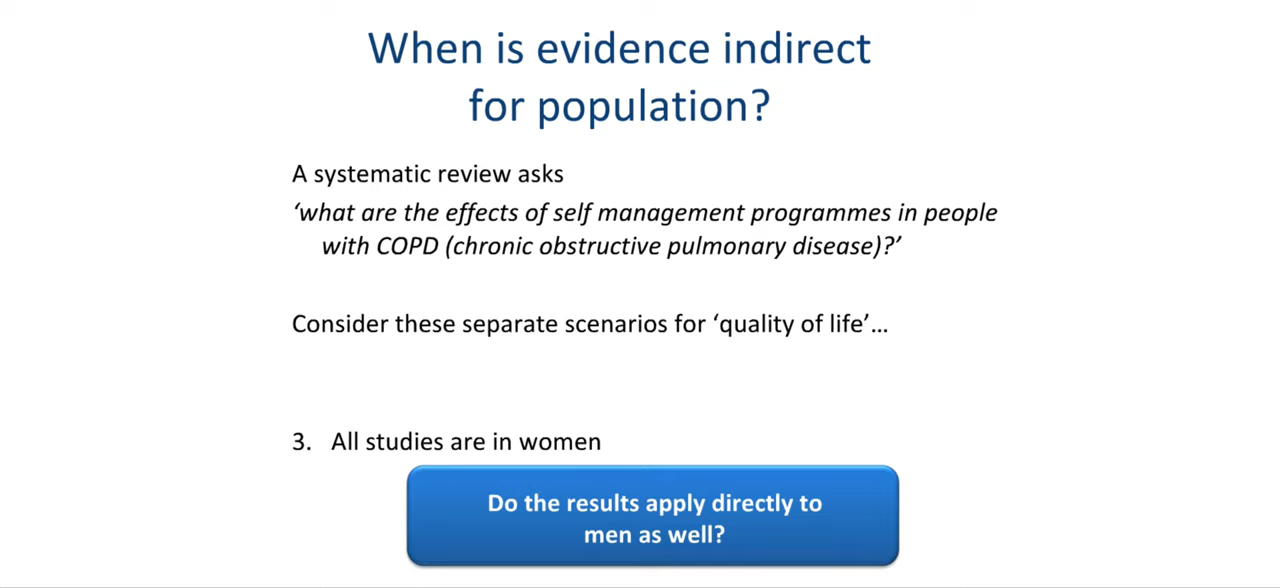 When is evidence indirect
for population?
A systematic review asks
‘what are the effects of self management programmes in people
with COPD (chronic obstructive pulmonary disease)?’
Consider these separate scenarios for ‘quality of life’…
3. All studies are in women
Do the results apply directly to
men as well?